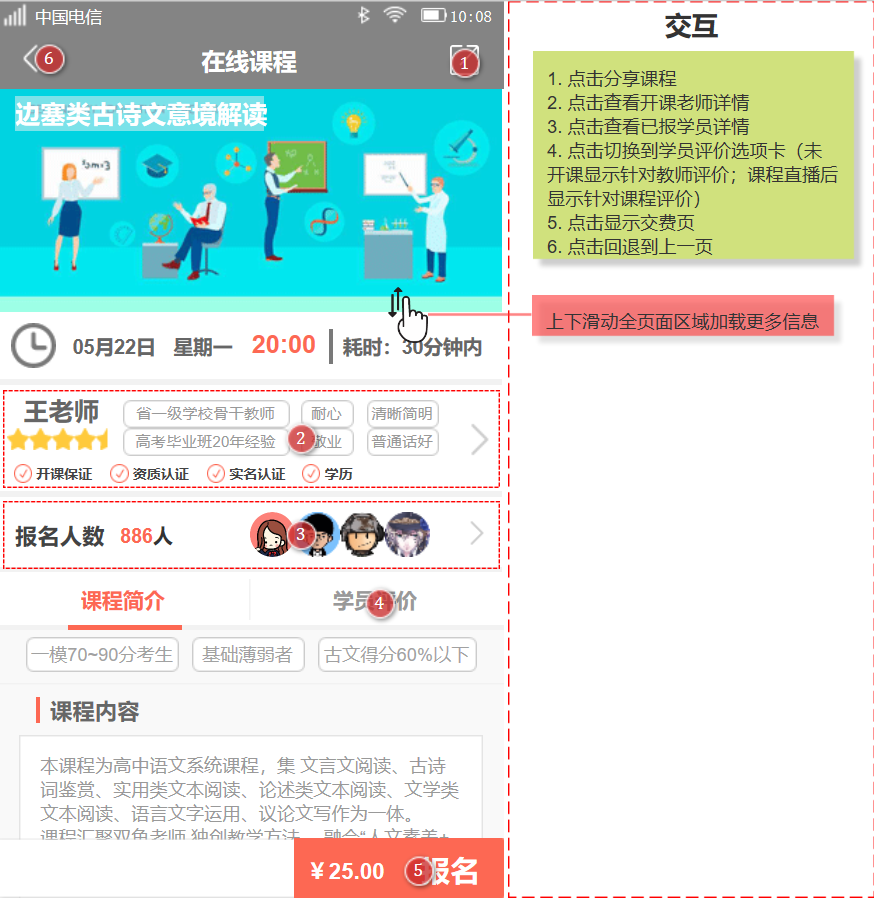 中国电信
10:08
6
在线课程
1
边塞类古诗文意境解读
05月22日 星期一 20:00 耗时：30分钟内
王老师
省一级学校骨干教师 耐心 清晰简明
高考毕业班20年经验 2 敬业 普通话好
开课保证 资质认证 实名认证 学历
报名人数 886人 3
课程简介 学员评价 4
一模70~90分考生 基础薄弱者 古文得分60%以下
课程内容
本课程为高中语文系统课程，集 文言文阅读、古诗
词鉴赏、实用类文本阅读、论述类文本阅读、文学类
文本阅读、语言文字运用、议论文写作为一体。
课程汇聚双鱼老师 独创教学方法， 融合“人文素养+
¥ 25.00 5 报名
交互
1. 点击分享课程
2. 点击查看开课老师详情
3. 点击查看已报学员详情
4. 点击切换到学员评价选项卡（未
开课显示针对教师评价；课程直播后
显示针对课程评价）
5. 点击显示交费页
6. 点击回退到上一页
上下滑动全页面区域加载更多信息